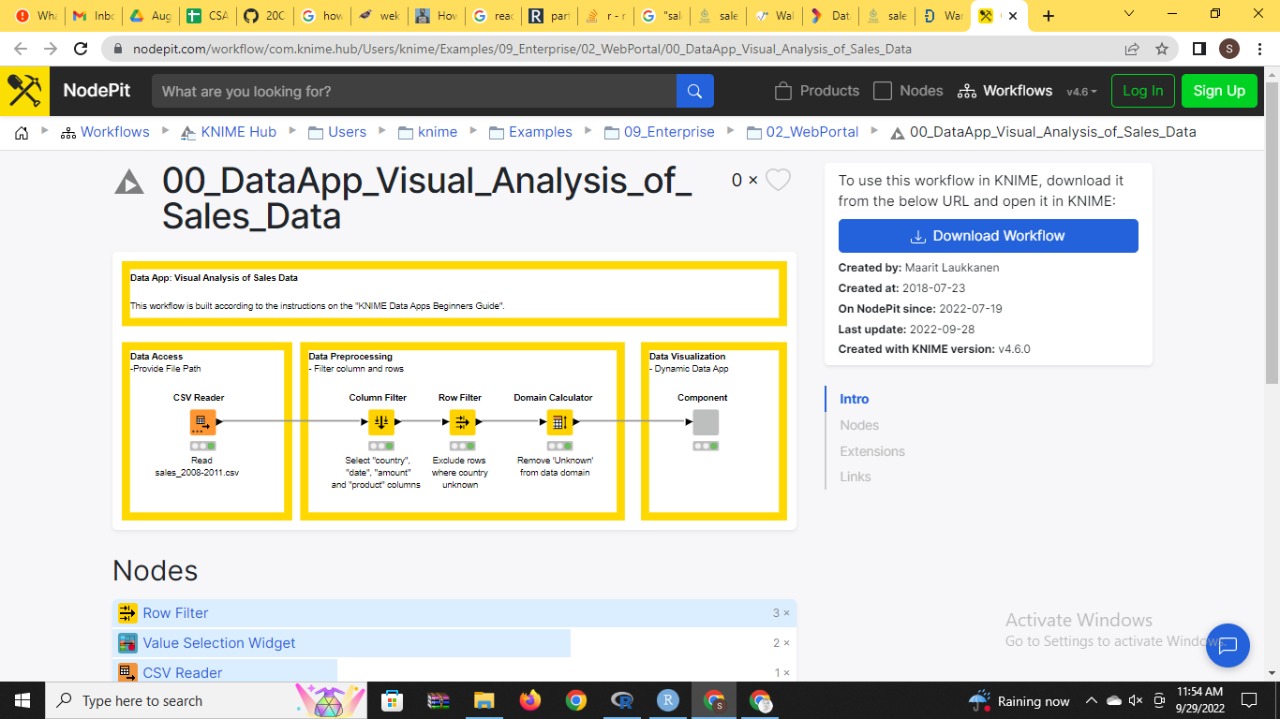 Wha
Inbo
Aug
CSA
20C
how
wek
How
reac
part
r - r
"sal
sale
Wal
Dat
sale
War
nodepit.com/workflow/com.knime.hub/Users/knime/Examples/09_Enterprise/02_WebPortal/00_DataApp_Visual_Analysis_of_Sales_Data
S
NodePit
What are you looking for?
Products
Nodes
Workflows
v4.6
Log In
Sign Up
Workflows
KNIME Hub
Users
knime
Examples
09_Enterprise
02_WebPortal
00_DataApp_Visual_Analysis_of_Sales_Data
00_DataApp_Visual_Analysis_of_
Sales_Data
0 ×
Data App: Visual Analysis of Sales Data
This workflow is built according to the instructions on the "KNIME Data Apps Beginners Guide".
Data Access
-Provide File Path
CSV Reader
Read
sales_2008-2011.csv
Data Preprocessing
- Filter column and rows
Column Filter
Select "country",
"date", "amount"
and "product" columns
Row Filter
Exclude rows
where country
unknown
Domain Calculator
Remove 'Unknown'
from data domain
Data Visualization
- Dynamic Data App
Component
To use this workflow in KNIME, download it
from the below URL and open it in KNIME:
Download Workflow
Created by: Maarit Laukkanen
Created at: 2018-07-23
On NodePit since: 2022-07-19
Last update: 2022-09-28
Created with KNIME version: v4.6.0
Intro
Nodes
Extensions
Links
Nodes
Row Filter 3 ×
Value Selection Widget 2 ×
CSV Reader 1 ×
Activate Windows
Go to Settings to activate Windows.
Type here to search
R
R
S
Raining now
11:54 AM
9/29/2022